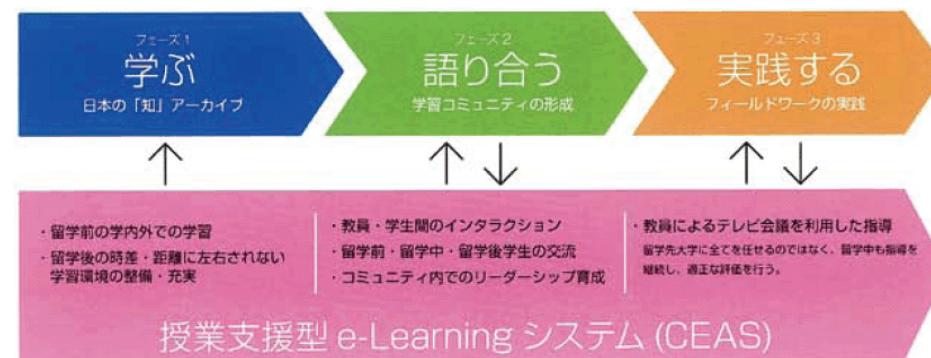 フェーズ1
学ぶ
日本の「知」アーカイブ
フェーズ2
語り合う
学習コミュニティの形成
フェーズ3
実践する
フィールドワークの実践
・留学前の学内外での学習
・留学後の時差・距離に左右されない
学習環境の整備・充実
・教員・学生間のインタラクション
・留学前・留学中・留学後学生の交流
・コミュニティ内でのリーダーシップ育成
・教員によるテレビ会議を利用した指導
留学先大学に全てを任せるのではなく、留学中も指導を
継続し、適正な評価を行う。
授業支援型 e-Learning システム (CEAS)